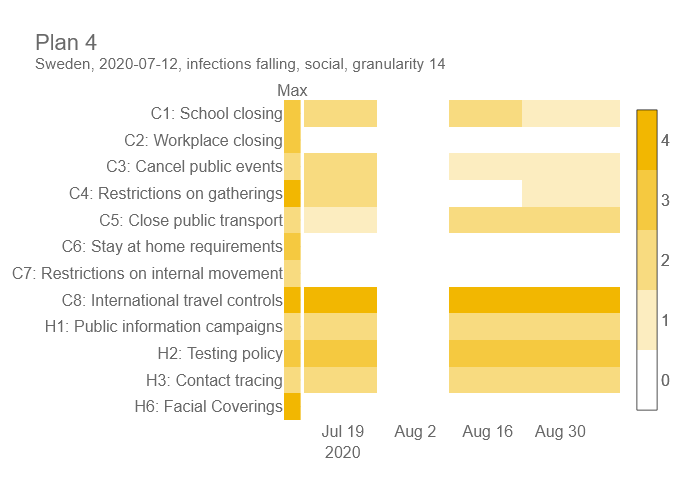 Plan 4
Sweden, 2020-07-12, infections falling, social, granularity 14
Max
C1: School closing
C2: Workplace closing
C3: Cancel public events
C4: Restrictions on gatherings
C5: Close public transport
C6: Stay at home requirements
C7: Restrictions on internal movement
C8: International travel controls
H1: Public information campaigns
H2: Testing policy
H3: Contact tracing
H6: Facial Coverings
Jul 19 Aug 2 Aug 16 Aug 30
2020
4
3
2
1
0